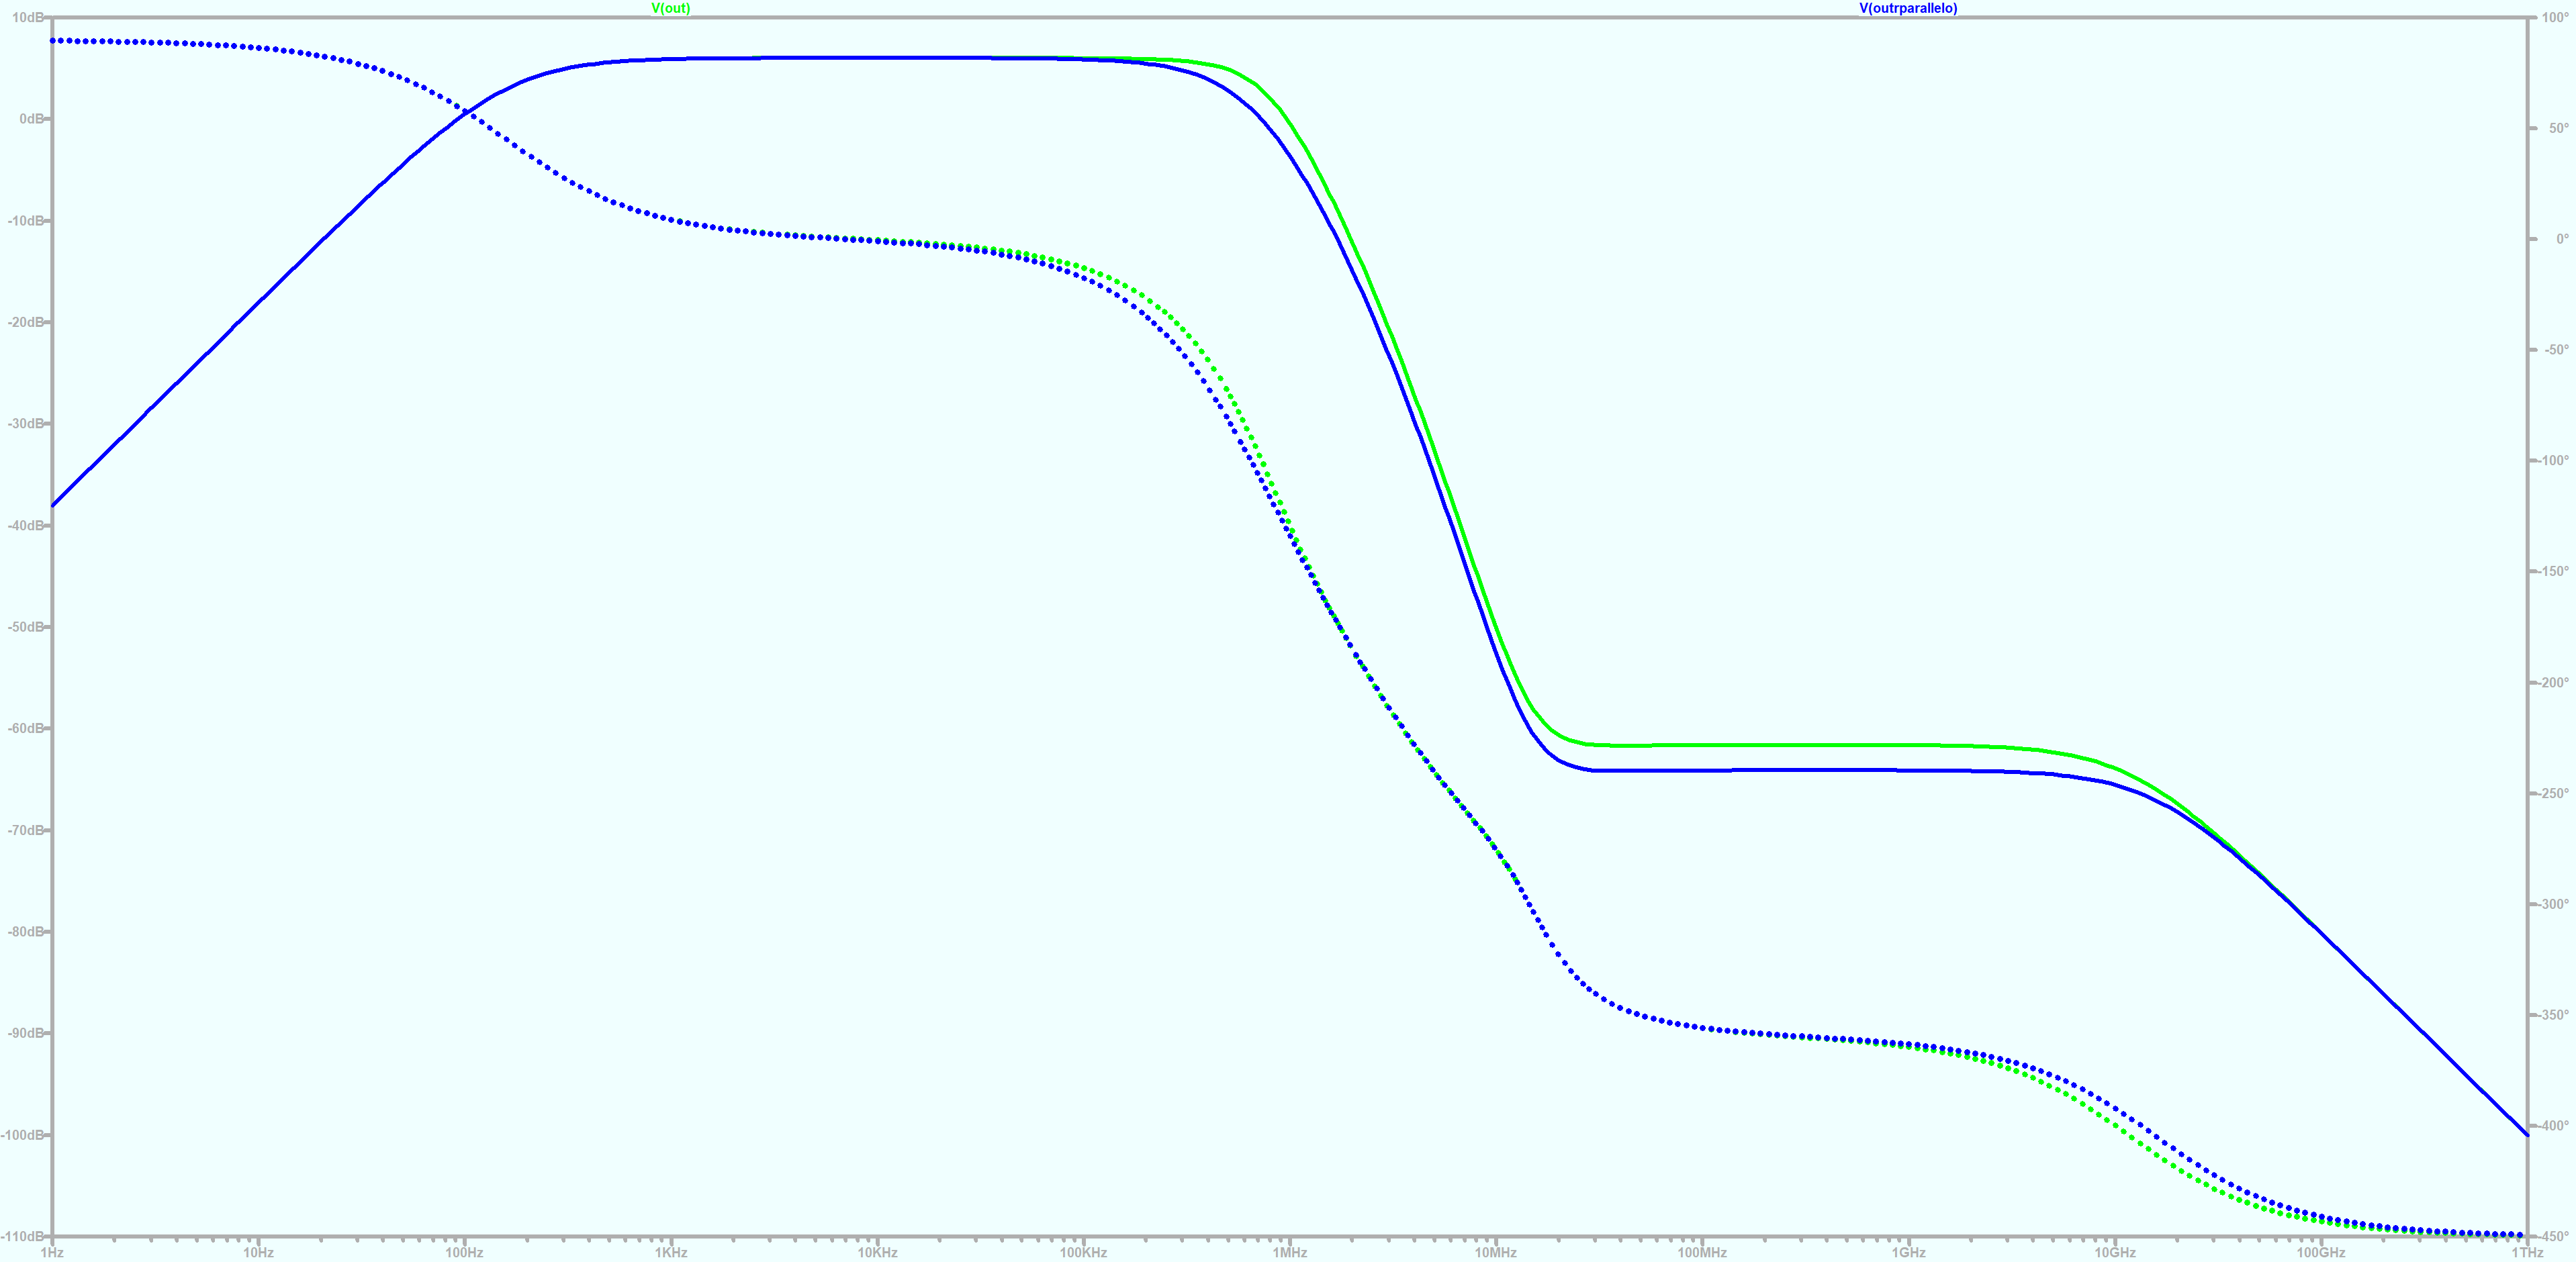 V(out) V(outrparallelo)
10dB 100°
0dB 50°
-10dB 0°
-20dB -50°
-30dB -100°
-40dB -150°
-50dB -200°
-60dB -250°
-70dB -300°
-80dB -350°
-90dB -400°
-100dB -450°
-110dB
1Hz 10Hz 100Hz 1KHz 10KHz 100KHz 1MHz 10MHz 100MHz 1GHz 10GHz 100GHz 1THz